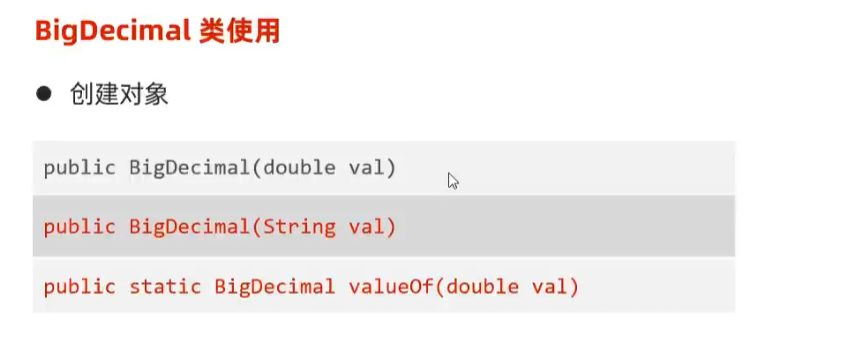 BigDecimal 类使用
● 创建对象
public BigDecimal(double val)
public BigDecimal(String val)
public static BigDecimal valueOf(double val)